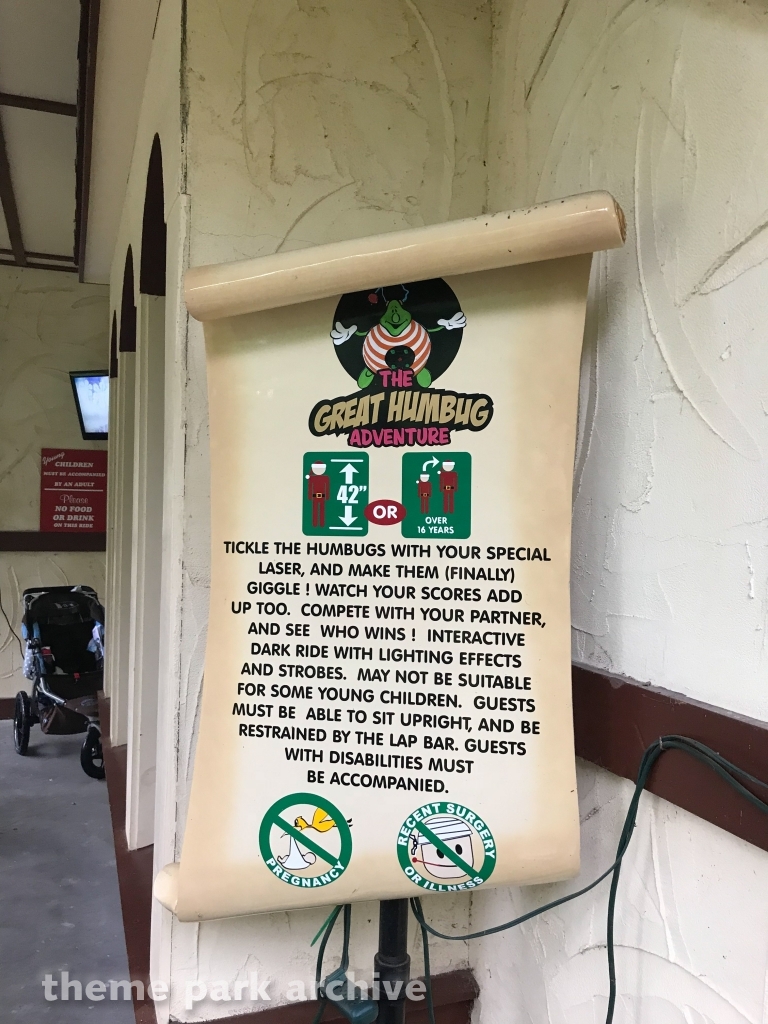 THE
GREAT HUMBUG
ADVENTURE
42"
OR
OVER
16 YEARS
TICKLE THE HUMBUGS WITH YOUR SPECIAL
LASER, AND MAKE THEM (FINALLY)
GIGGLE ! WATCH YOUR SCORES ADD
UP TOO. COMPETE WITH YOUR PARTNER,
AND SEE WHO WINS ! INTERACTIVE
DARK RIDE WITH LIGHTING EFFECTS
AND STROBES. MAY NOT BE SUITABLE
FOR SOME YOUNG CHILDREN. GUESTS
MUST BE ABLE TO SIT UPRIGHT, AND BE
RESTRAINED BY THE LAP BAR. GUESTS
WITH DISABILITIES MUST
BE ACCOMPANIED.
PREGNANCY
RECENT SURGERY
OR ILLNESS
Young
CHILDREN
MUST BE ACCOMPANIED
BY AN ADULT
Please
NO FOOD
OR DRINK
ON THIS RIDE
theme park archive